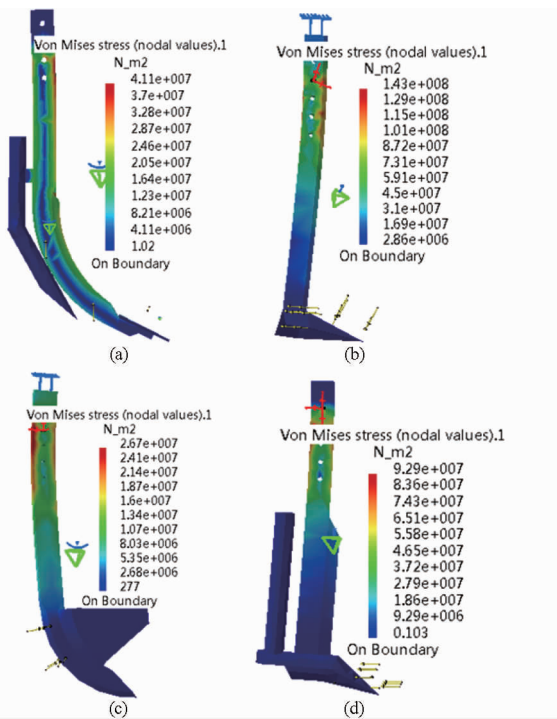 Von Mises stress (nodal values).1
N_m2
4.11e+007
3.7e+007
3.28e+007
2.87e+007
2.46e+007
2.05e+007
1.64e+007
1.23e+007
8.21e+006
4.11e+006
1.02
On Boundary
(a)
Von Mises stress (nodal values).1
N_m2
1.43e+008
1.29e+008
1.15e+008
1.01e+008
8.72e+007
7.31e+007
5.91e+007
4.5e+007
3.1e+007
1.69e+007
2.86e+006
On Boundary
(b)
Von Mises stress (nodal values).1
N_m2
2.67e+007
2.41e+007
2.14e+007
1.87e+007
1.6e+007
1.34e+007
1.07e+007
8.03e+006
5.35e+006
2.68e+006
277
On Boundary
(c)
Von Mises stress (nodal values).1
N_m2
9.29e+007
8.36e+007
7.43e+007
6.51e+007
5.58e+007
4.65e+007
3.72e+007
2.79e+007
1.86e+007
9.29e+006
0.103
On Boundary
(d)